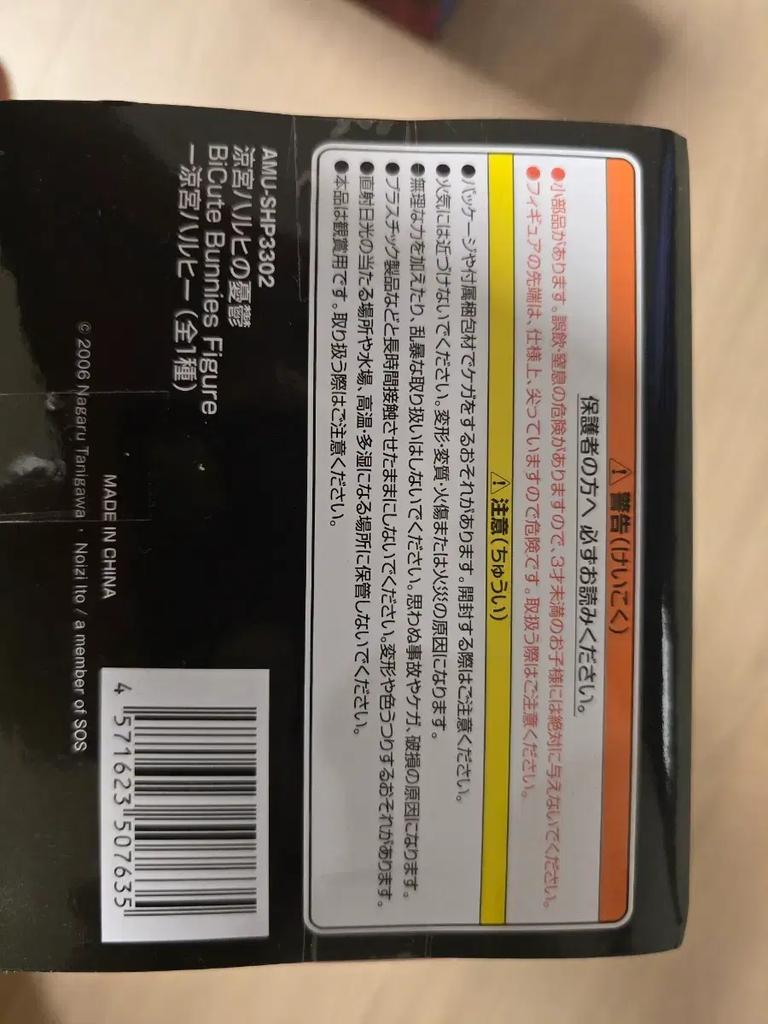 ⚠警告(けいこく)
保護者の方へ 必ずお読みください。
●小部品があります。誤飲・窒息の危険がありますので、3才未満のお子様には絶対に与えないでください。
●フィギュアの先端は、仕様上、尖っていますので危険です。取扱う際はご注意ください。
⚠注意(ちゅうい)
●パッケージや付属梱包材でケガをするおそれがあります。開封する際はご注意ください。
●火気には近づけないでください。変形・変質・火傷または火災の原因になります。
●無理な力を加えたり、乱暴な取り扱いはしないでください。思わぬ事故やケガ、破損の原因になります。
●プラスチック製品などと長時間接触させたままにしないでください。変形や色うつりするおそれがあります。
●直射日光の当たる場所や水場、高温・多湿になる場所に保管しないでください。
●本品は観賞用です。取り扱う際はご注意ください。
AMU-SHP3302
涼宮ハルヒの憂鬱
BiCute Bunnies Figure
ー涼宮ハルヒー (全1種)
MADE IN CHINA
© 2006 Nagaru Tanigawa・Noizi Ito / a member of SOS
4 571623 507635